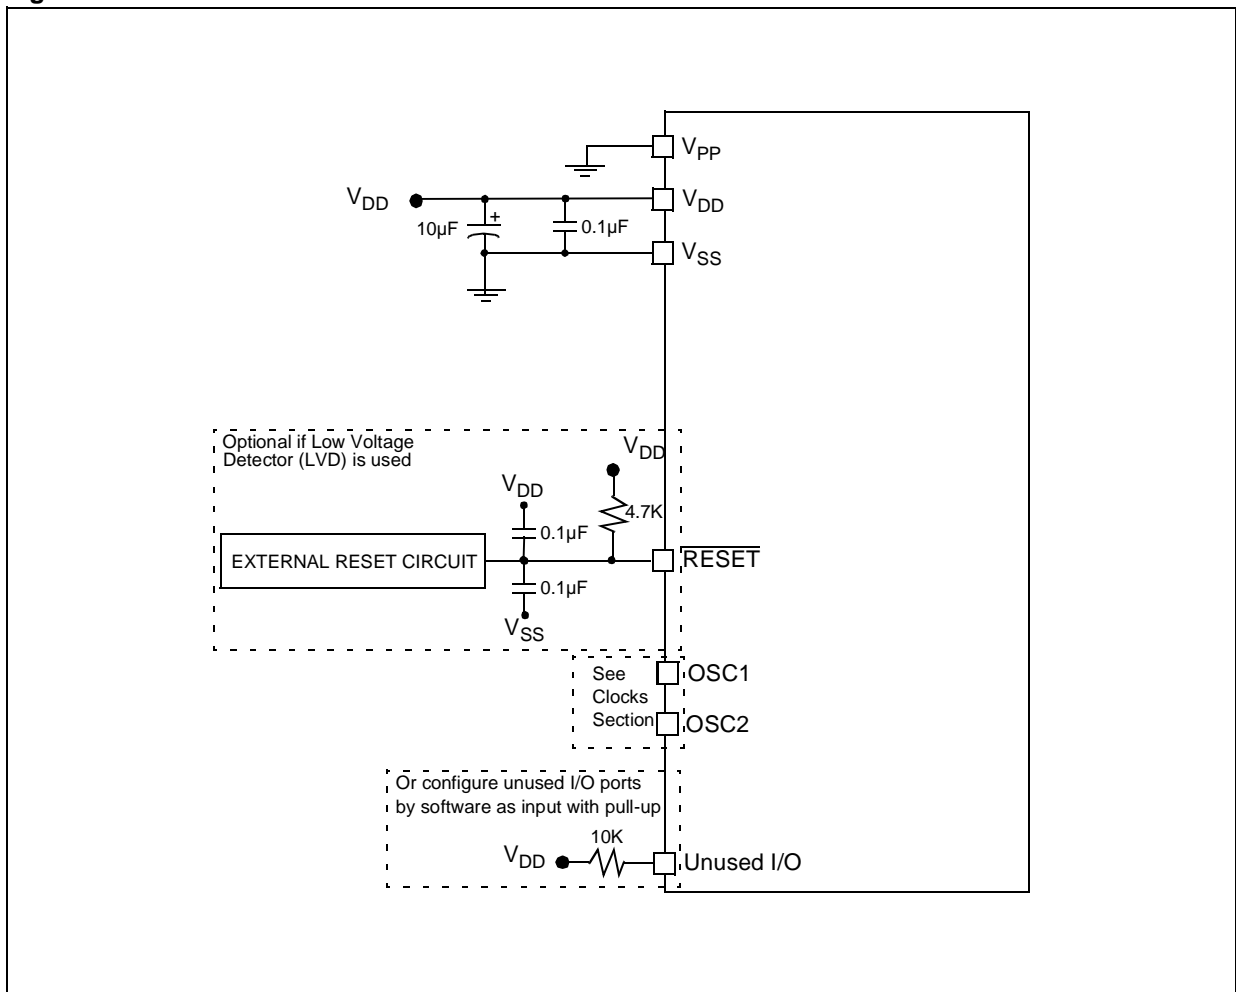 VPP
VDD
VDD
10µF
+
0.1µF
VSS
Optional if Low Voltage
Detector (LVD) is used
VDD
VDD
4.7K
0.1µF
EXTERNAL RESET CIRCUIT
RESET
0.1µF
VSS
See
Clocks
Section
OSC1
OSC2
Or configure unused I/O ports
by software as input with pull-up
10K
VDD
Unused I/O